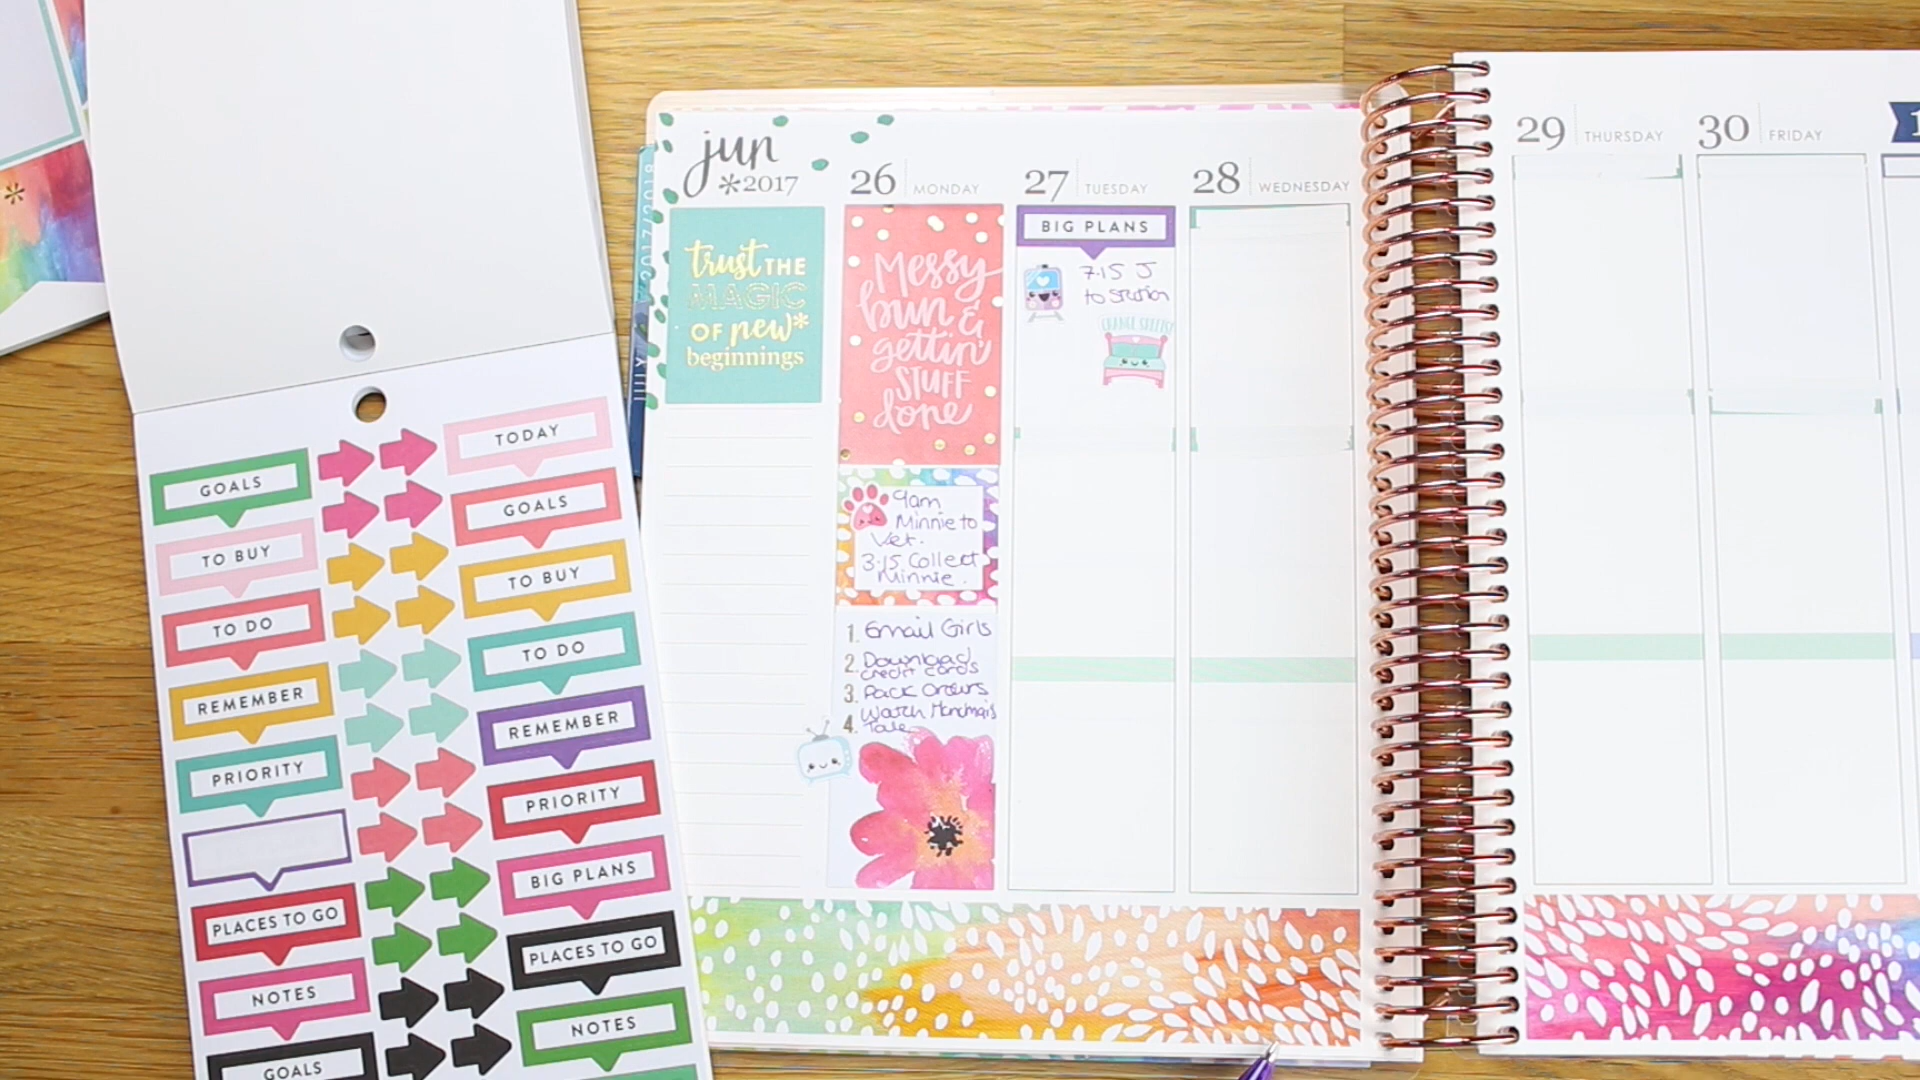 GOALS
TO BUY
TO DO
REMEMBER
PRIORITY
PLACES TO GO
NOTES
GOALS
TODAY
GOALS
TO BUY
TO DO
REMEMBER
PRIORITY
BIG PLANS
PLACES TO GO
NOTES
jun
*2017
trust THE
MAGIC
OF new*
beginnings
26 MONDAY
Messy
bun &
gettin'
STUFF
done
9am
Minnie to
Vet.
3:15 Collect
Minnie.
1. Email Girls
2. Download
credit cards
3. Pack Orders
4. Watch Handmaids
Tale
27 TUESDAY
BIG PLANS
7.15 J
to Station
CHANGE SHEETS
28 WEDNESDAY
29 THURSDAY
30 FRIDAY
1